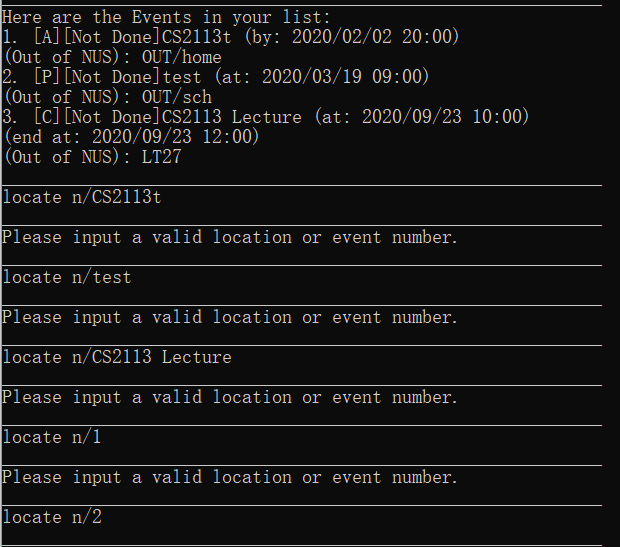 Here are the Events in your list:
1. [A][Not Done]CS2113t (by: 2020/02/02 20:00)
(Out of NUS): OUT/home
2. [P][Not Done]test (at: 2020/03/19 09:00)
(Out of NUS): OUT/sch
3. [C][Not Done]CS2113 Lecture (at: 2020/09/23 10:00)
(end at: 2020/09/23 12:00)
(Out of NUS): LT27
locate n/CS2113t
Please input a valid location or event number.
locate n/test
Please input a valid location or event number.
locate n/CS2113 Lecture
Please input a valid location or event number.
locate n/1
Please input a valid location or event number.
locate n/2